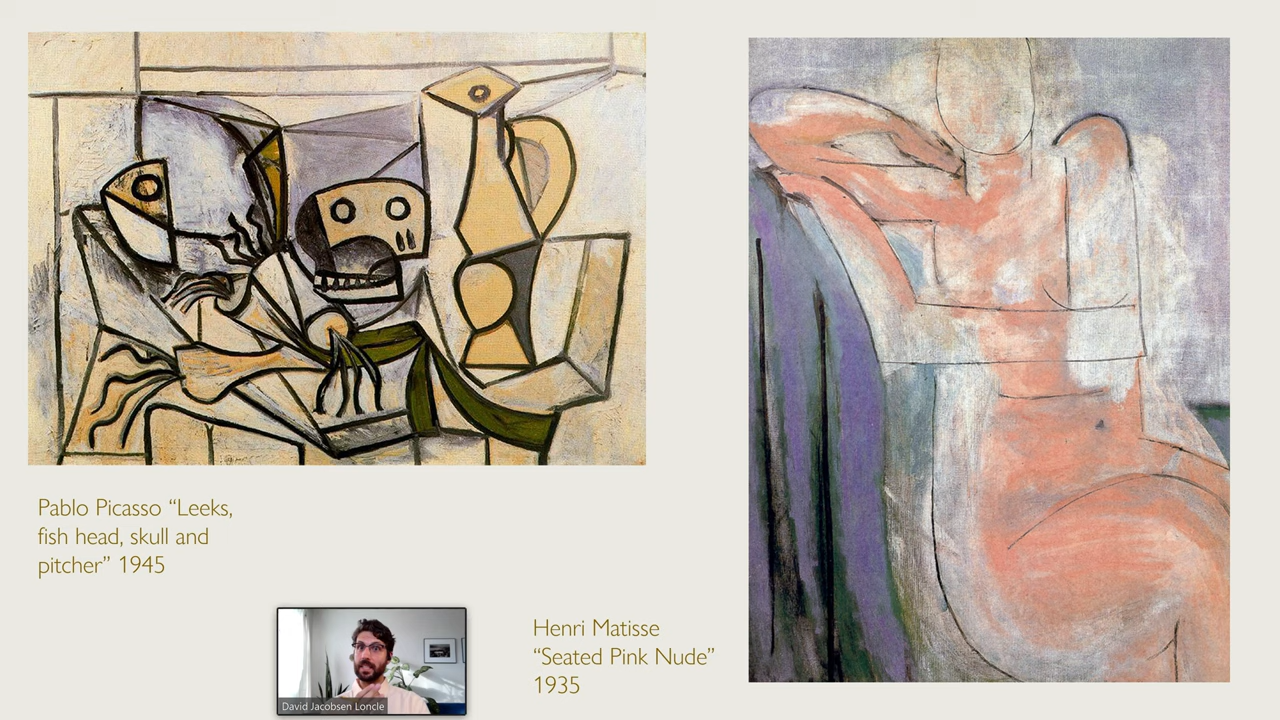 Pablo Picasso “Leeks,
fish head, skull and
pitcher” 1945
Henri Matisse
“Seated Pink Nude”
1935
David Jacobsen Loncle